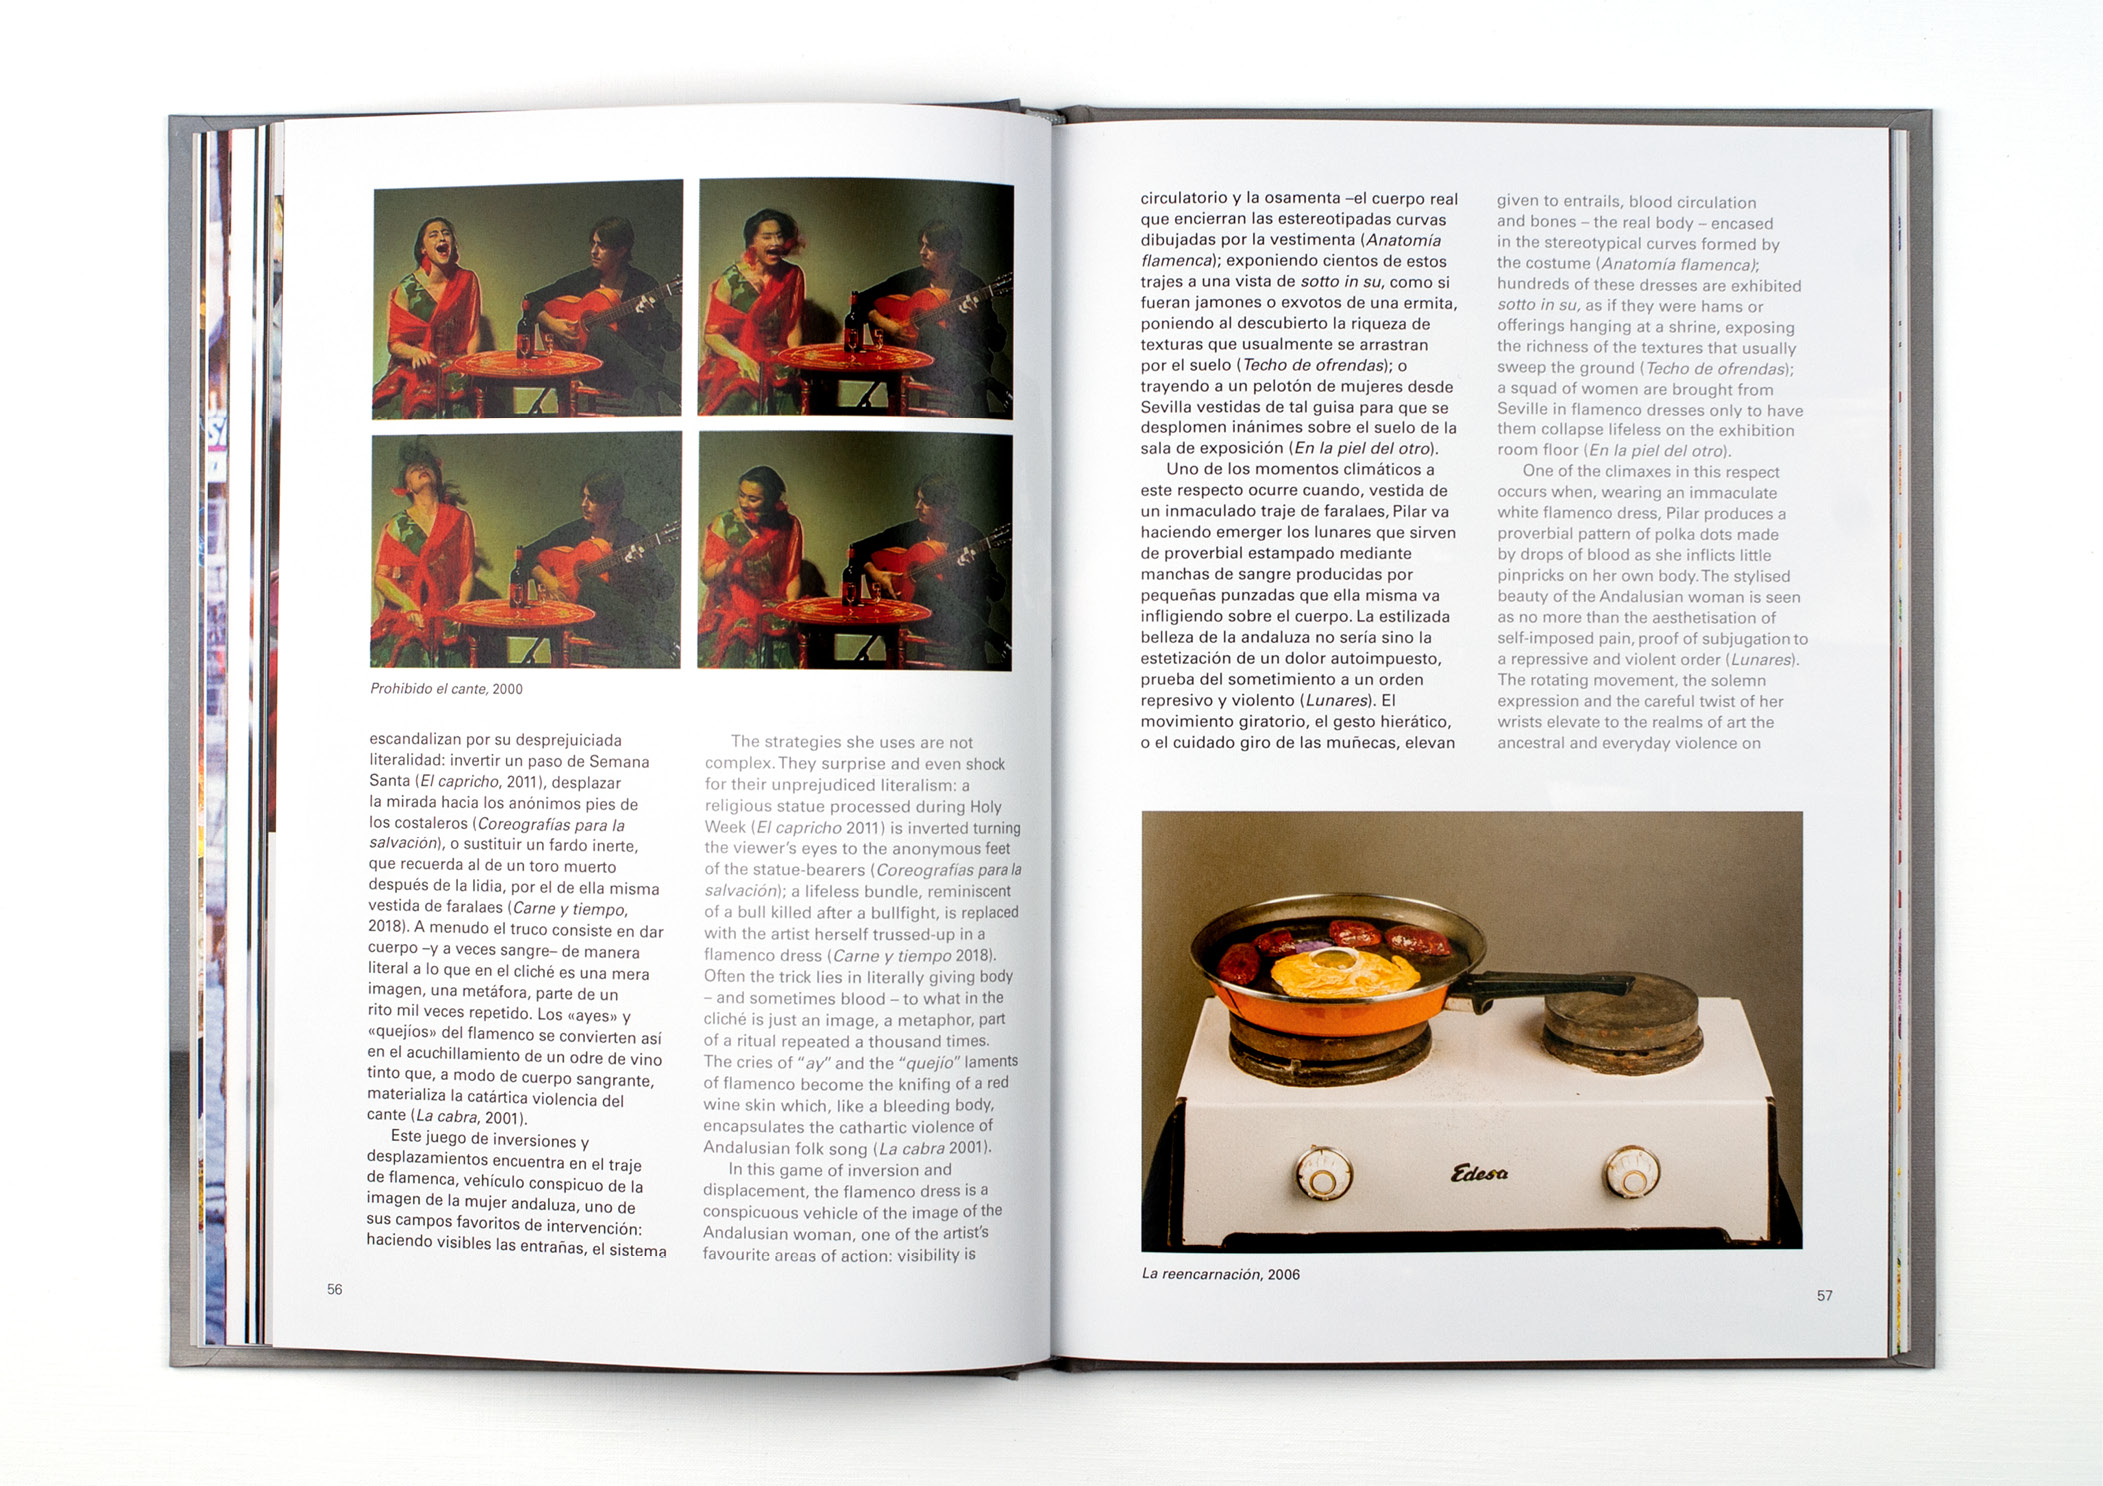 Prohibido el cante, 2000
escandalizan por su desprejuiciada
literalidad: invertir un paso de Semana
Santa (El capricho, 2011), desplazar
la mirada hacia los anónimos pies de
los costaleros (Coreografías para la
salvación), o sustituir un fardo inerte,
que recuerda al de un toro muerto
después de la lidia, por el de ella misma
vestida de faralaes (Carne y tiempo,
2018). A menudo el truco consiste en dar
cuerpo –y a veces sangre– de manera
literal a lo que en el cliché es una mera
imagen, una metáfora, parte de un
rito mil veces repetido. Los «ayes» y
«quejíos» del flamenco se convierten así
en el acuchillamiento de un odre de vino
tinto que, a modo de cuerpo sangrante,
materializa la catártica violencia del
cante (La cabra, 2001).
Este juego de inversiones y
desplazamientos encuentra en el traje
de flamenca, vehículo conspicuo de la
imagen de la mujer andaluza, uno de
sus campos favoritos de intervención:
haciendo visibles las entrañas, el sistema
The strategies she uses are not
complex. They surprise and even shock
for their unprejudiced literalism: a
religious statue processed during Holy
Week (El capricho 2011) is inverted turning
the viewer's eyes to the anonymous feet
of the statue-bearers (Coreografías para la
salvación); a lifeless bundle, reminiscent
of a bull killed after a bullfight, is replaced
with the artist herself trussed-up in a
flamenco dress (Carne y tiempo 2018).
Often the trick lies in literally giving body
– and sometimes blood – to what in the
cliché is just an image, a metaphor, part
of a ritual repeated a thousand times.
The cries of “ay” and the “quejío” laments
of flamenco become the knifing of a red
wine skin which, like a bleeding body,
encapsulates the cathartic violence of
Andalusian folk song (La cabra 2001).
In this game of inversion and
displacement, the flamenco dress is a
conspicuous vehicle of the image of the
Andalusian woman, one of the artist's
favourite areas of action: visibility is
56
circulatorio y la osamenta –el cuerpo real
que encierran las estereotipadas curvas
dibujadas por la vestimenta (Anatomía
flamenca); exponiendo cientos de estos
trajes a una vista de sotto in su, como si
fueran jamones o exvotos de una ermita,
poniendo al descubierto la riqueza de
texturas que usualmente se arrastran
por el suelo (Techo de ofrendas); o
trayendo a un pelotón de mujeres desde
Sevilla vestidas de tal guisa para que se
desplomen inánimes sobre el suelo de la
sala de exposición (En la piel del otro).
Uno de los momentos climáticos a
este respecto ocurre cuando, vestida de
un inmaculado traje de faralaes, Pilar va
haciendo emerger los lunares que sirven
de proverbial estampado mediante
manchas de sangre producidas por
pequeñas punzadas que ella misma va
infligiendo sobre el cuerpo. La estilizada
belleza de la andaluza no sería sino la
estetización de un dolor autoimpuesto,
prueba del sometimiento a un orden
represivo y violento (Lunares). El
movimiento giratorio, el gesto hierático,
o el cuidado giro de las muñecas, elevan
given to entrails, blood circulation
and bones – the real body – encased
in the stereotypical curves formed by
the costume (Anatomía flamenca);
hundreds of these dresses are exhibited
sotto in su, as if they were hams or
offerings hanging at a shrine, exposing
the richness of the textures that usually
sweep the ground (Techo de ofrendas);
a squad of women are brought from
Seville in flamenco dresses only to have
them collapse lifeless on the exhibition
room floor (En la piel del otro).
One of the climaxes in this respect
occurs when, wearing an immaculate
white flamenco dress, Pilar produces a
proverbial pattern of polka dots made
by drops of blood as she inflicts little
pinpricks on her own body. The stylised
beauty of the Andalusian woman is seen
as no more than the aesthetisation of
self-imposed pain, proof of subjugation to
a repressive and violent order (Lunares).
The rotating movement, the solemn
expression and the careful twist of her
wrists elevate to the realms of art the
ancestral and everyday violence on
Edesa
La reencarnación, 2006
57